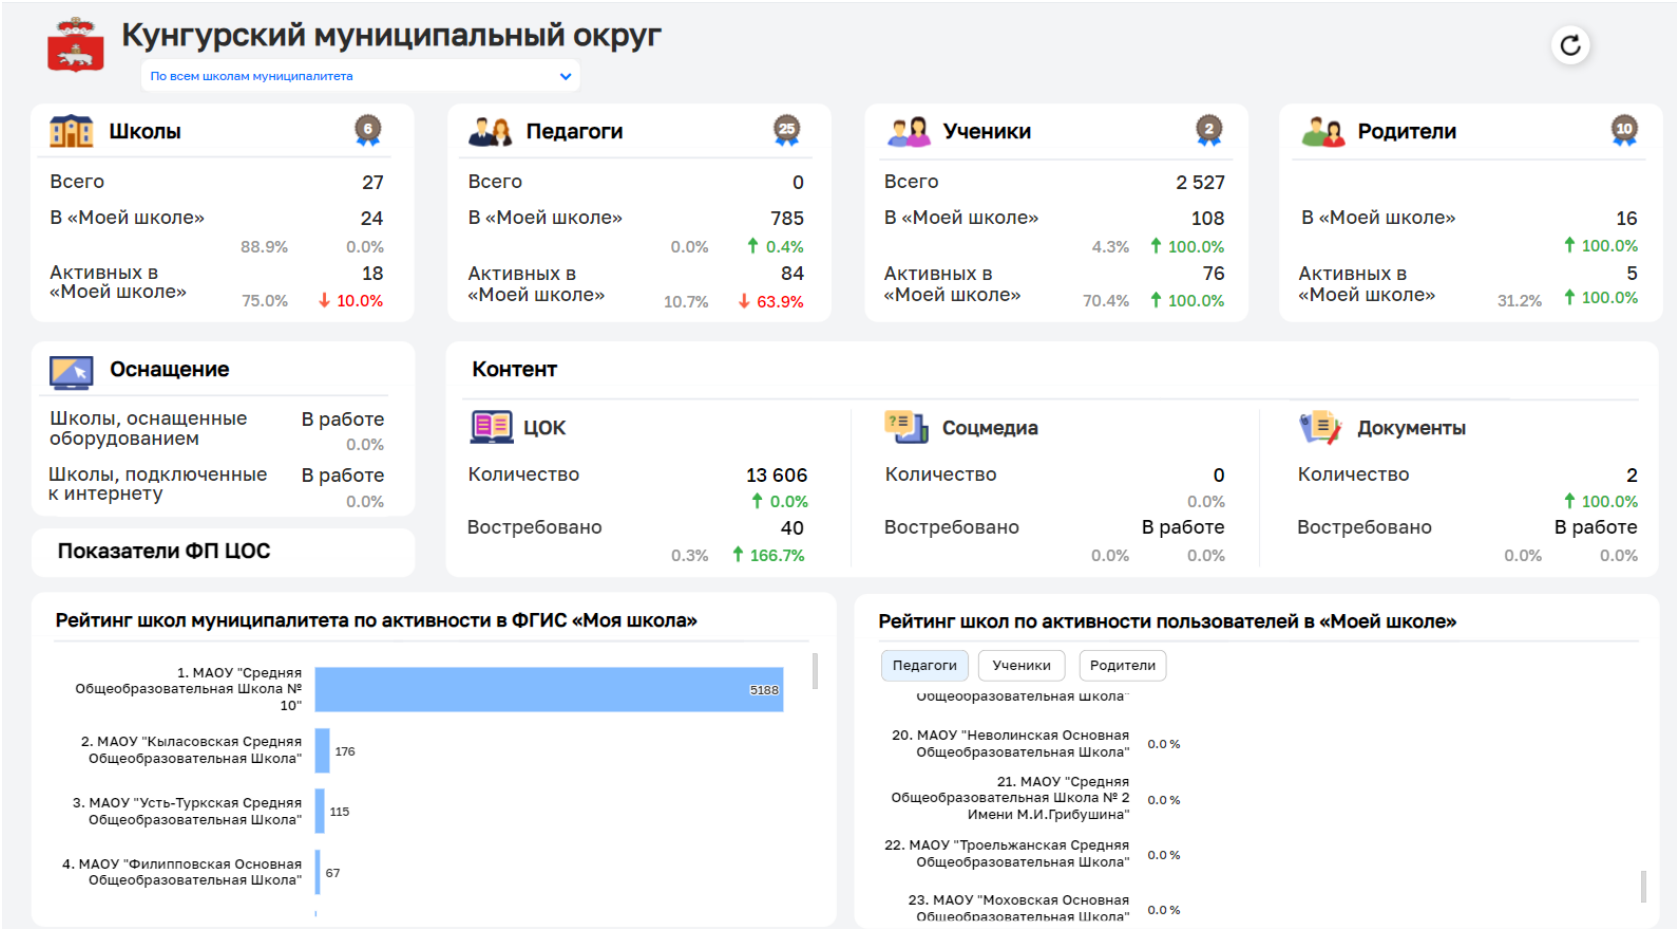 Кунгурский муниципальный округ
По всем школам муниципалитета
Школы
6
Всего
27
В «Моей школе»
24
88.9%
0.0%
Активных в
«Моей школе»
18
75.0%
10.0%
Педагоги
25
Всего
0
В «Моей школе»
785
0.0%
0.4%
Активных в
«Моей школе»
84
10.7%
63.9%
Ученики
2
Всего
2 527
В «Моей школе»
108
4.3%
100.0%
Активных в
«Моей школе»
76
70.4%
100.0%
Родители
10
В «Моей школе»
16
100.0%
Активных в
«Моей школе»
5
31.2%
100.0%
Оснащение
Школы, оснащенные
оборудованием
В работе
0.0%
Школы, подключенные
к интернету
В работе
0.0%
Показатели ФП ЦОС
Контент
ЦОК
Количество
13 606
0.0%
Востребовано
40
0.3%
166.7%
Соцмедиа
Количество
0
0.0%
Востребовано
В работе
0.0%
0.0%
Документы
Количество
2
100.0%
Востребовано
В работе
0.0%
0.0%
Рейтинг школ муниципалитета по активности в ФГИС «Моя школа»
1. МАОУ "Средняя
Общеобразовательная Школа №
10"
5188
2. МАОУ "Кыласовская Средняя
Общеобразовательная Школа"
176
3. МАОУ "Усть-Туркская Средняя
Общеобразовательная Школа"
115
4. МАОУ "Филипповская Основная
Общеобразовательная Школа"
67
Рейтинг школ по активности пользователей в «Моей школе»
Педагоги
Ученики
Родители
Общеобразовательная Школа"
20. МАОУ "Неволинская Основная
Общеобразовательная Школа"
0.0 %
21. МАОУ "Средняя
Общеобразовательная Школа № 2
Имени М.И.Грибушина"
0.0 %
22. МАОУ "Троельжанская Средняя
Общеобразовательная Школа"
0.0 %
23. МАОУ "Моховская Основная
Общеобразовательная Школа"
0.0 %